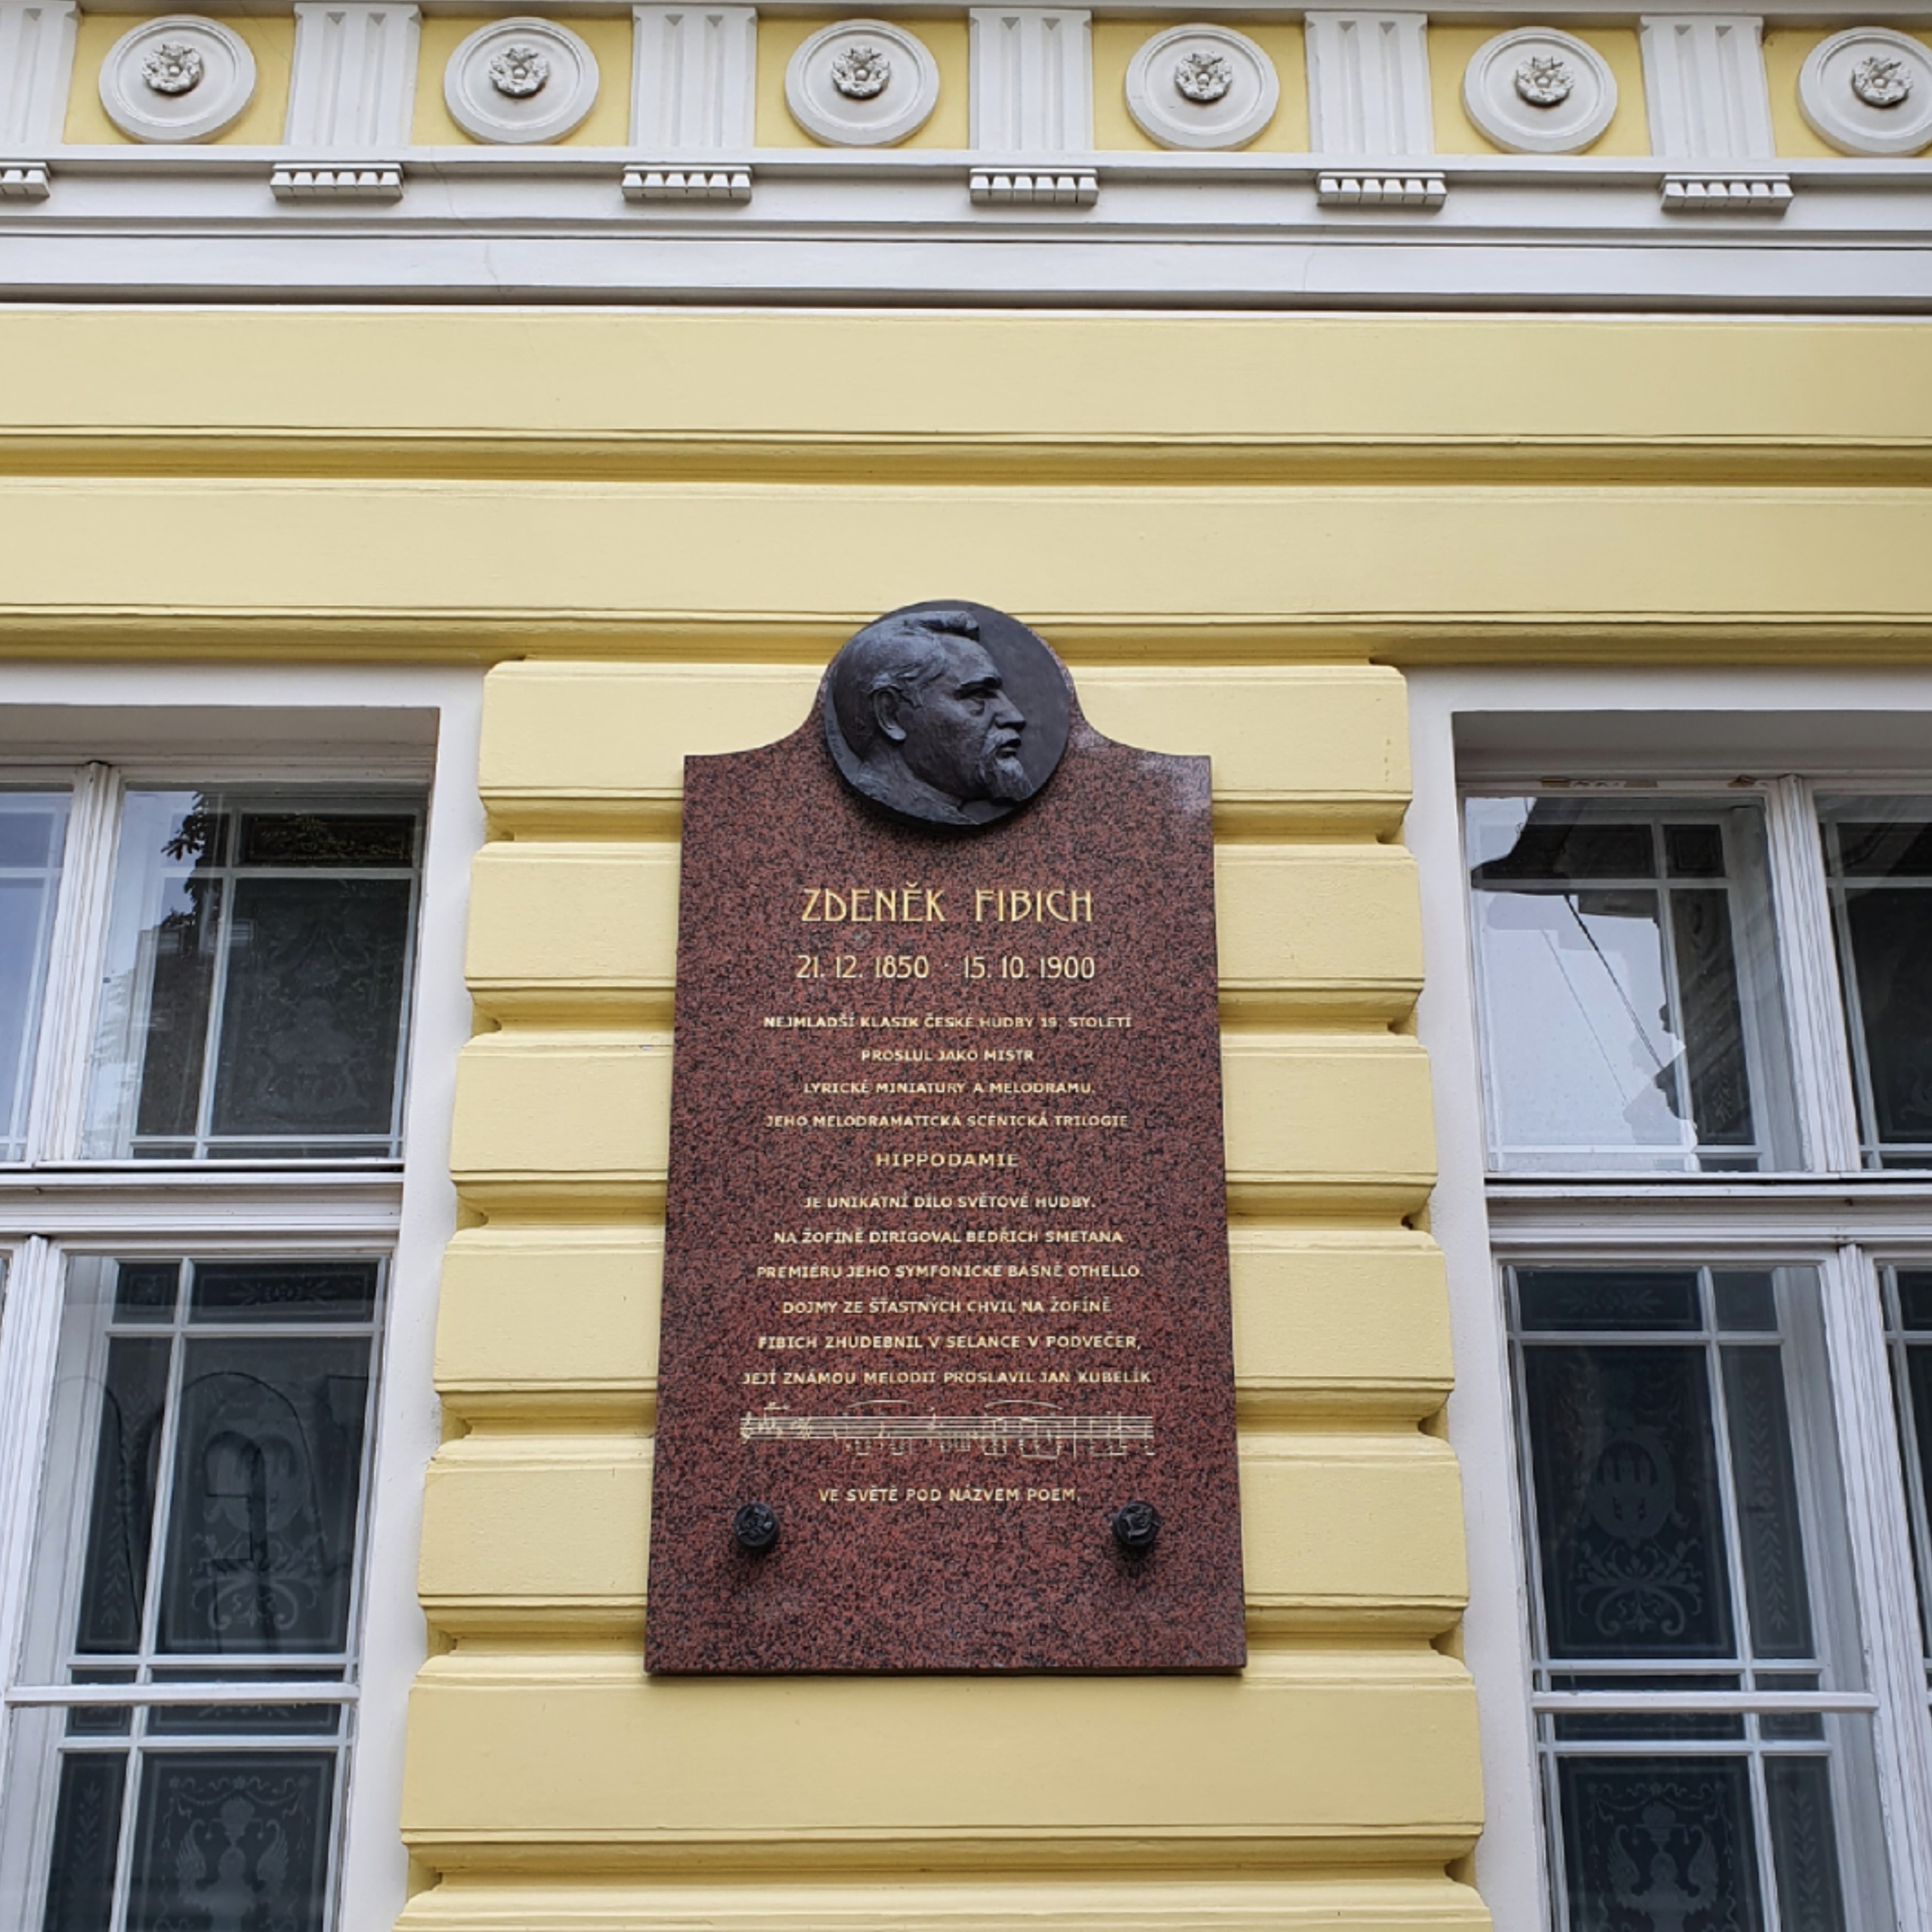 ZDENĚK FIBICH
21. 12. 1850 · 15. 10. 1900
NEJMLADŠÍ KLASIK ČESKÉ HUDBY 19. STOLETÍ
PROSLUL JAKO MISTR
LYRICKÉ MINIATURY A MELODRAMU.
JEHO MELODRAMATICKÁ SCÉNICKÁ TRILOGIE
HIPPODAMIE
JE UNIKÁTNÍ DÍLO SVĚTOVÉ HUDBY.
NA ŽOFÍNĚ DIRIGOVAL BEDŘICH SMETANA
PREMIÉRU JEHO SYMFONICKÉ BÁSNĚ OTHELLO.
DOJMY ZE ŠŤASTNÝCH CHVIL NA ŽOFÍNĚ
FIBICH ZHUDEBNIL V SELANCE V PODVEČER,
JEJÍ ZNÁMOU MELODII PROSLAVIL JAN KUBELÍK
VE SVĚTĚ POD NÁZVEM POEM.